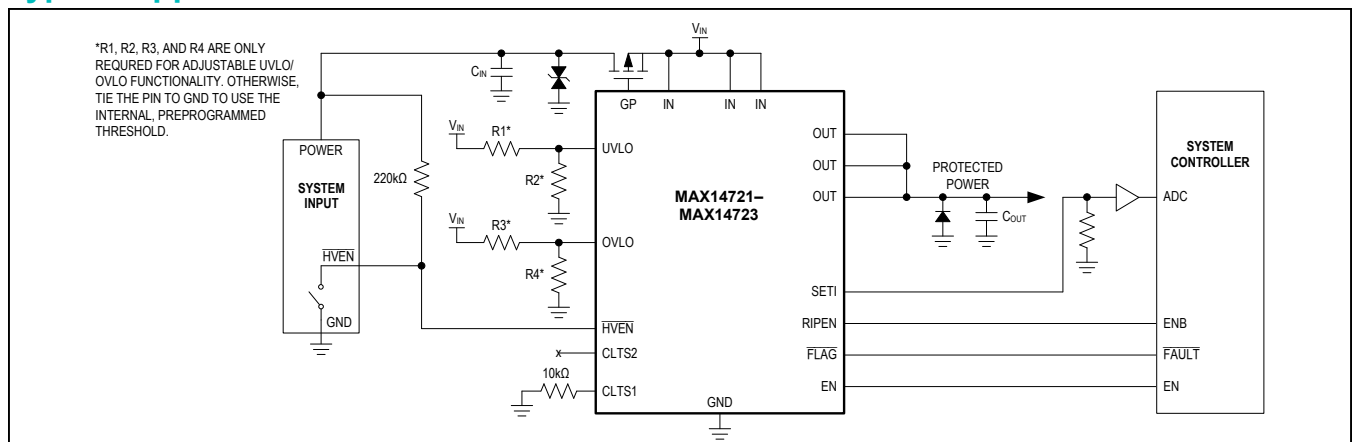 *R1, R2, R3, AND R4 ARE ONLY
REQURED FOR ADJUSTABLE UVLO/
OVLO FUNCTIONALITY. OTHERWISE,
TIE THE PIN TO GND TO USE THE
INTERNAL, PREPROGRAMMED
THRESHOLD.
POWER
SYSTEM
INPUT
HVEN
GND
220kΩ
CIN
VIN
VIN
R1*
R2*
VIN
R3*
R4*
10kΩ
x
GP
IN
IN
IN
UVLO
OVLO
HVEN
CLTS2
CLTS1
MAX14721–
MAX14723
GND
OUT
OUT
OUT
SETI
RIPEN
FLAG
EN
PROTECTED
POWER
COUT
SYSTEM
CONTROLLER
ADC
ENB
FAULT
EN